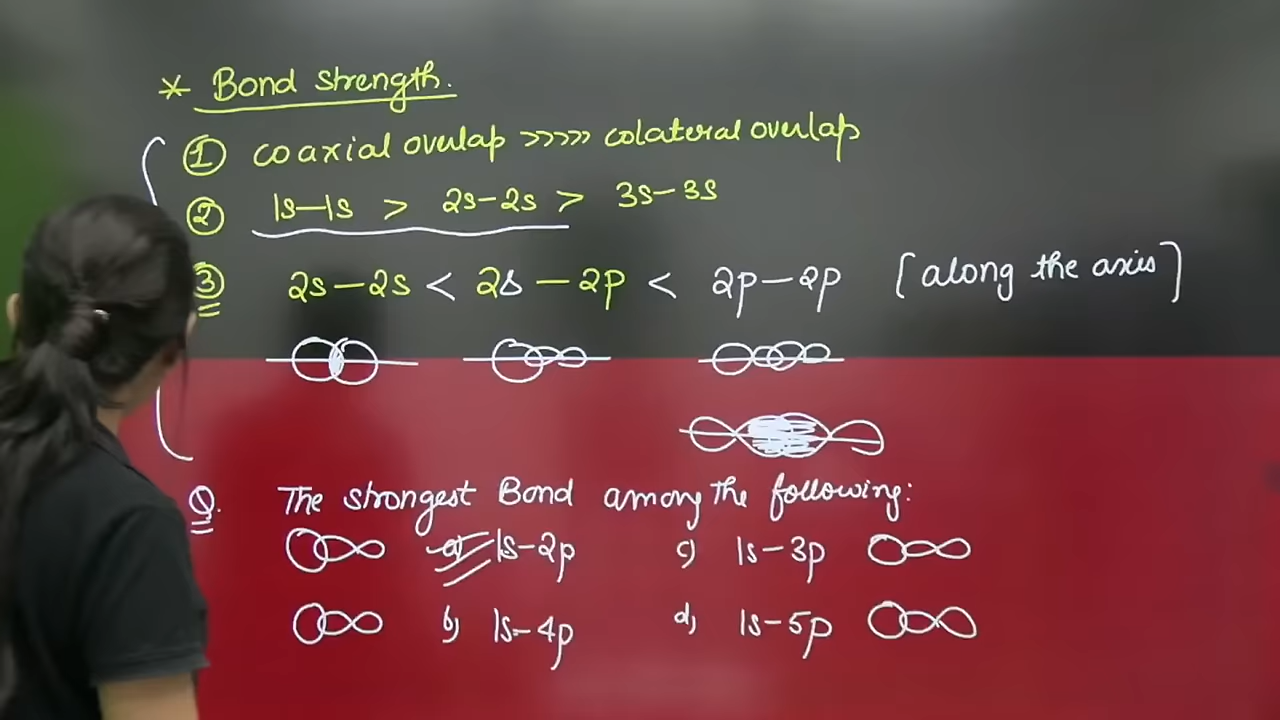 * Bond strength.
① coaxial overlap >>>>> colateral overlap
② 1s-1s > 2s-2s > 3s-3s
③ 2s-2s < 2s-2p < 2p-2p [along the axis]
Q. The strongest Bond among the following:
a) 1s-2p c) 1s-3p
b) 1s-4p d) 1s-5p